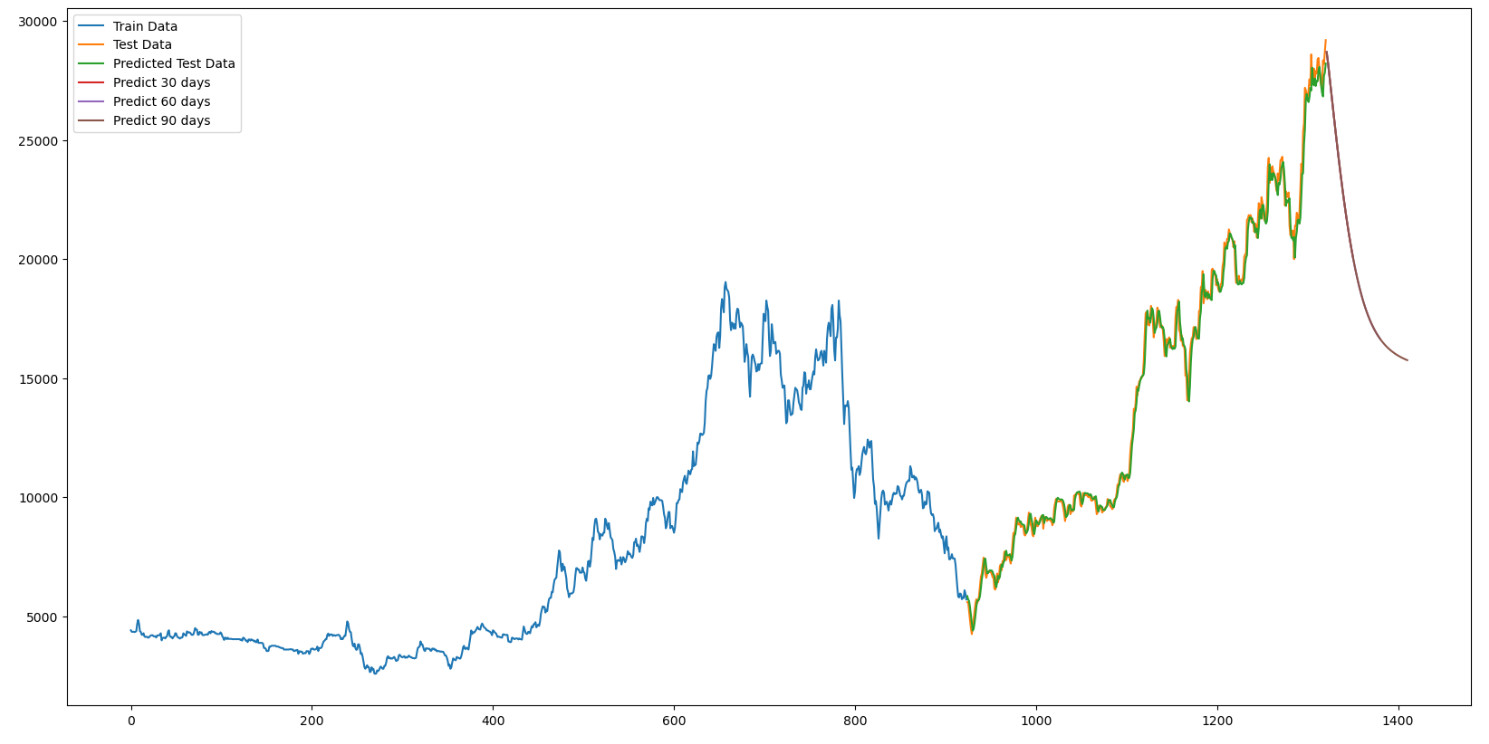 Train Data
Test Data
Predicted Test Data
Predict 30 days
Predict 60 days
Predict 90 days
30000
25000
20000
15000
10000
5000
0 200 400 600 800 1000 1200 1400